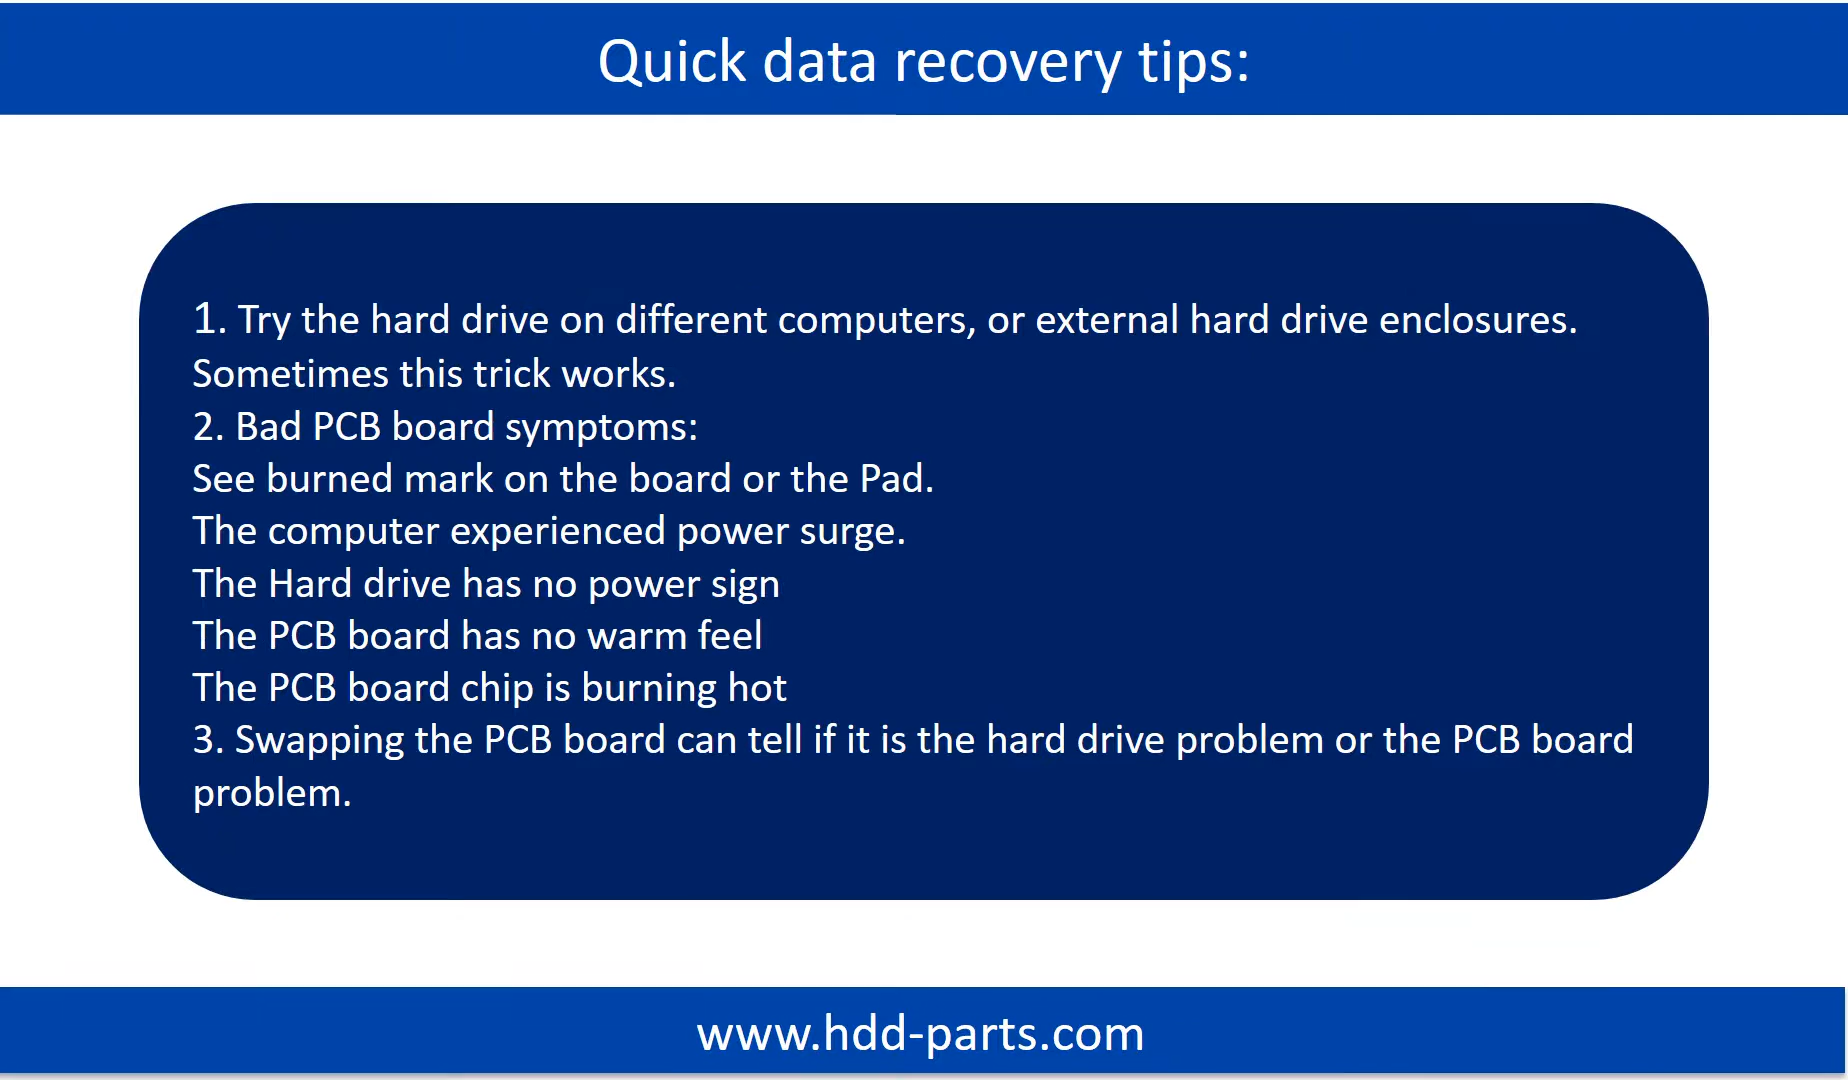 Quick data recovery tips:
1. Try the hard drive on different computers, or external hard drive enclosures.
Sometimes this trick works.
2. Bad PCB board symptoms:
See burned mark on the board or the Pad.
The computer experienced power surge.
The Hard drive has no power sign
The PCB board has no warm feel
The PCB board chip is burning hot
3. Swapping the PCB board can tell if it is the hard drive problem or the PCB board
problem.
www.hdd-parts.com